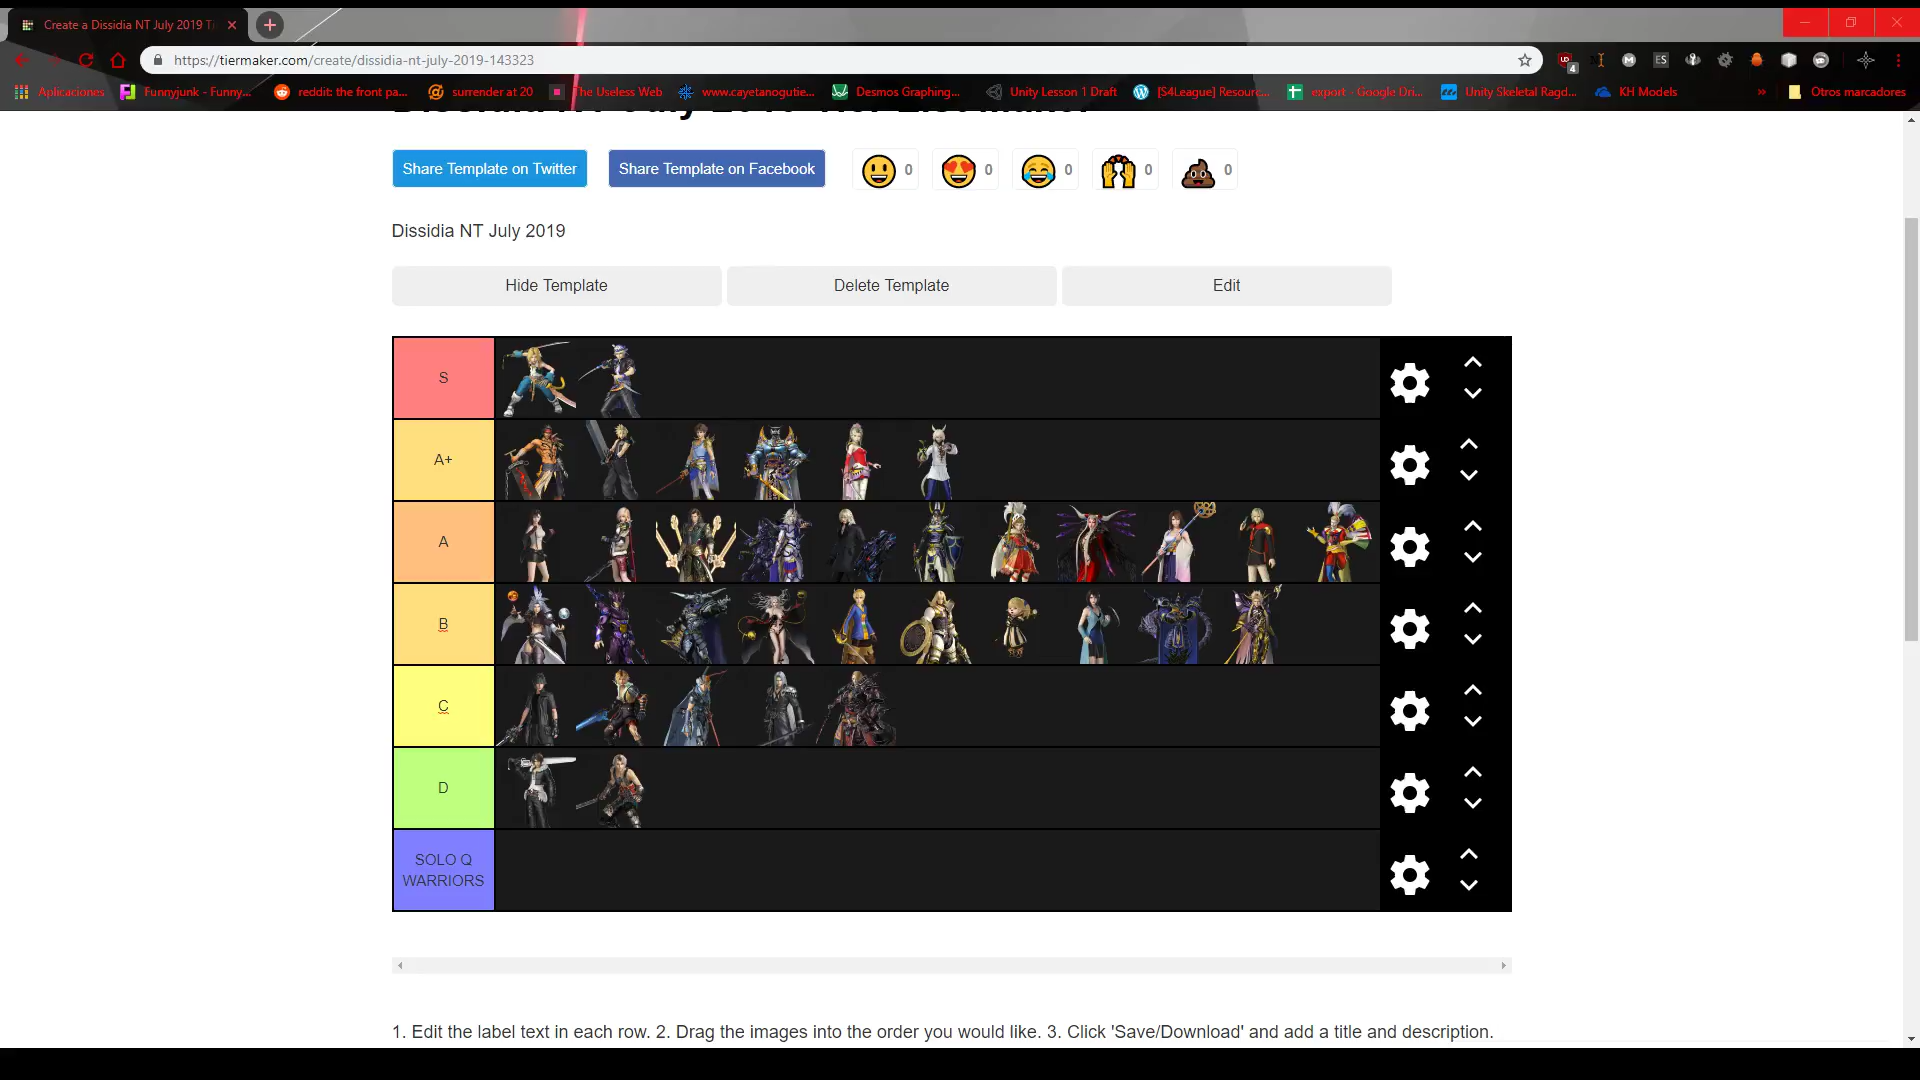 Create a Dissidia NT July 2019 Ti
https://tiermaker.com/create/dissidia-nt-july-2019-143323
4
ES
Aplicaciones
Funnyjunk - Funny...
reddit: the front pa...
surrender at 20
The Useless Web
www.cayetanogutie...
Desmos Graphing...
Unity Lesson 1 Draft
[S4League] Resourc...
export - Google Dri...
Unity Skeletal Ragd...
KH Models
»
Otros marcadores
Share Template on Twitter
Share Template on Facebook
0
0
0
0
0
Dissidia NT July 2019
Hide Template
Delete Template
Edit
S
A+
A
B
C
D
SOLO Q
WARRIORS
1. Edit the label text in each row. 2. Drag the images into the order you would like. 3. Click 'Save/Download' and add a title and description.